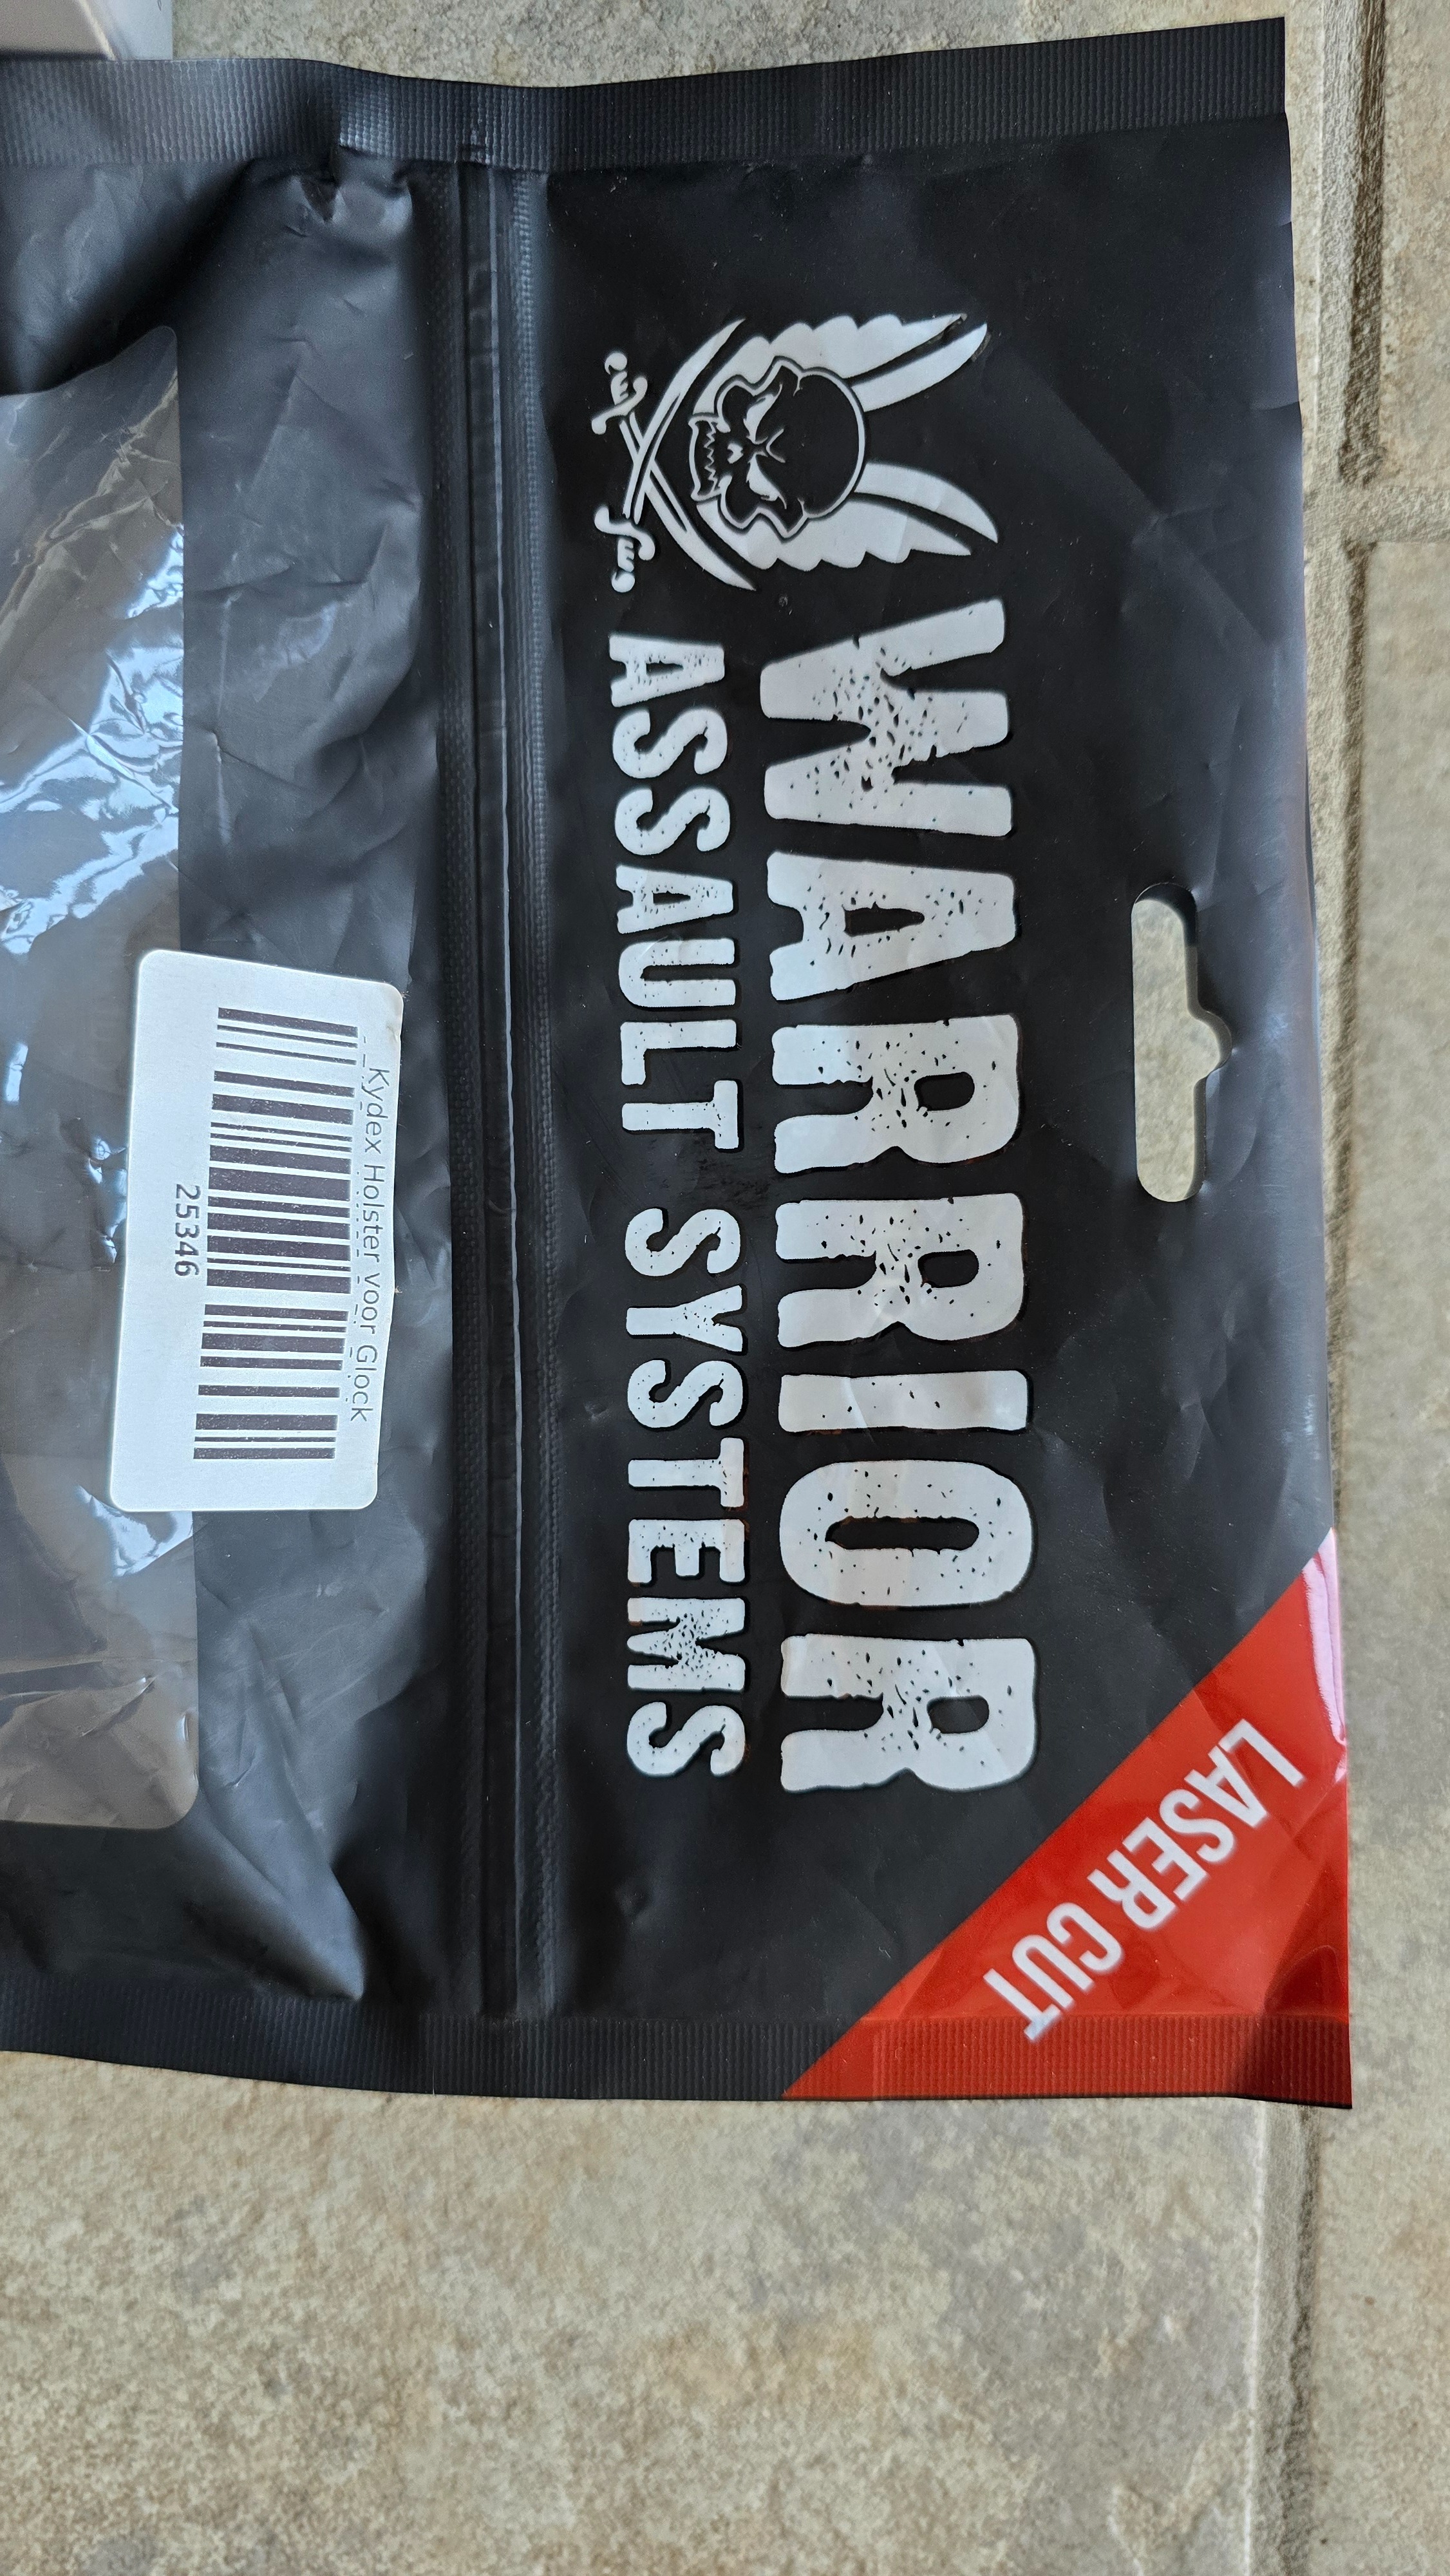 WARRIOR
ASSAULT SYSTEMS
LASER CUT
Kydex Holster voor Glock
25346